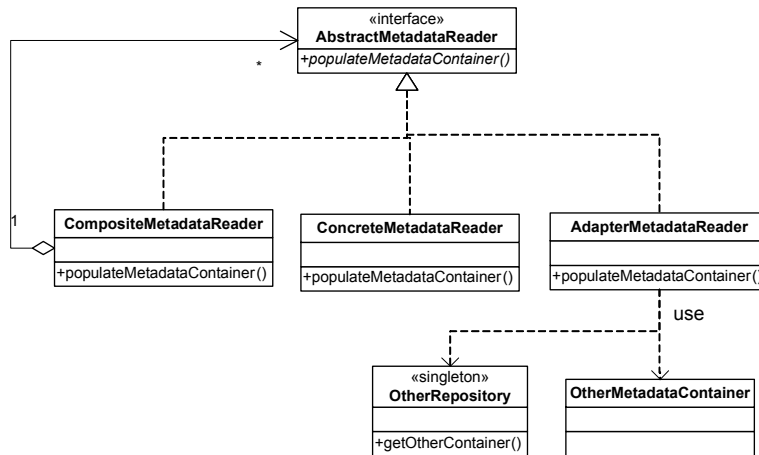 «interface»
AbstractMetadataReader
+populateMetadataContainer()
*
1
CompositeMetadataReader
+populateMetadataContainer()
ConcreteMetadataReader
+populateMetadataContainer()
AdapterMetadataReader
+populateMetadataContainer()
use
«singleton»
OtherRepository
+getOtherContainer()
OtherMetadataContainer